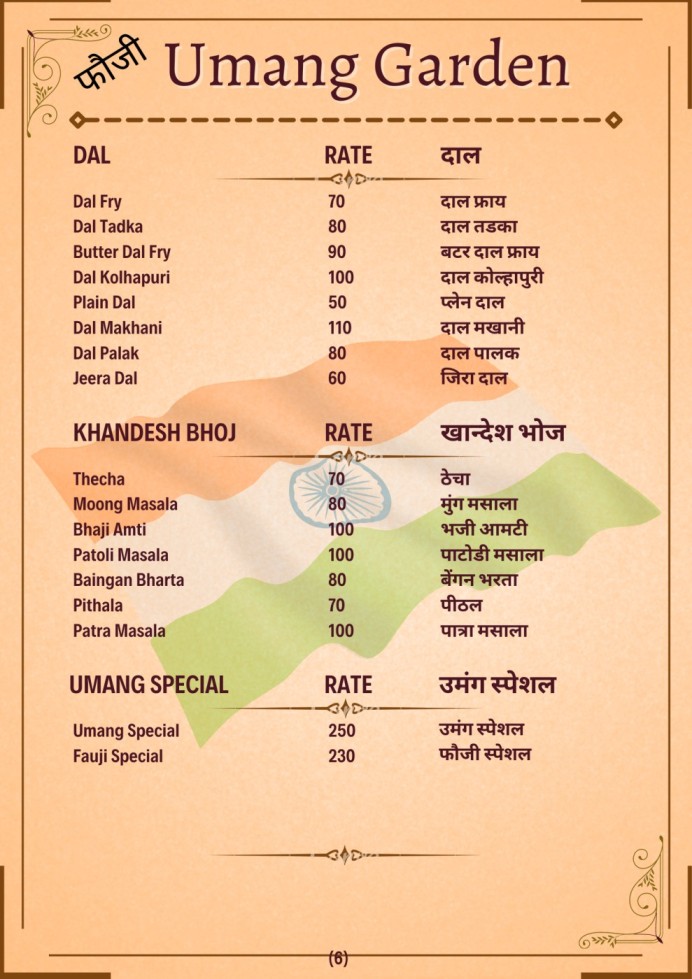 फौजी Umang Garden
DAL RATE दाल
Dal Fry 70 दाल फ्राय
Dal Tadka 80 दाल तडका
Butter Dal Fry 90 बटर दाल फ्राय
Dal Kolhapuri 100 दाल कोल्हापुरी
Plain Dal 50 प्लेन दाल
Dal Makhani 110 दाल मखानी
Dal Palak 80 दाल पालक
Jeera Dal 60 जिरा दाल
KHANDESH BHOJ RATE खान्देश भोज
Thecha 70 ठेचा
Moong Masala 80 मुंग मसाला
Bhaji Amti 100 भजी आमटी
Patoli Masala 100 पाटोडी मसाला
Baingan Bharta 80 बेंगन भरता
Pithala 70 पीठल
Patra Masala 100 पात्रा मसाला
UMANG SPECIAL RATE उमंग स्पेशल
Umang Special 250 उमंग स्पेशल
Fauji Special 230 फौजी स्पेशल
(6)